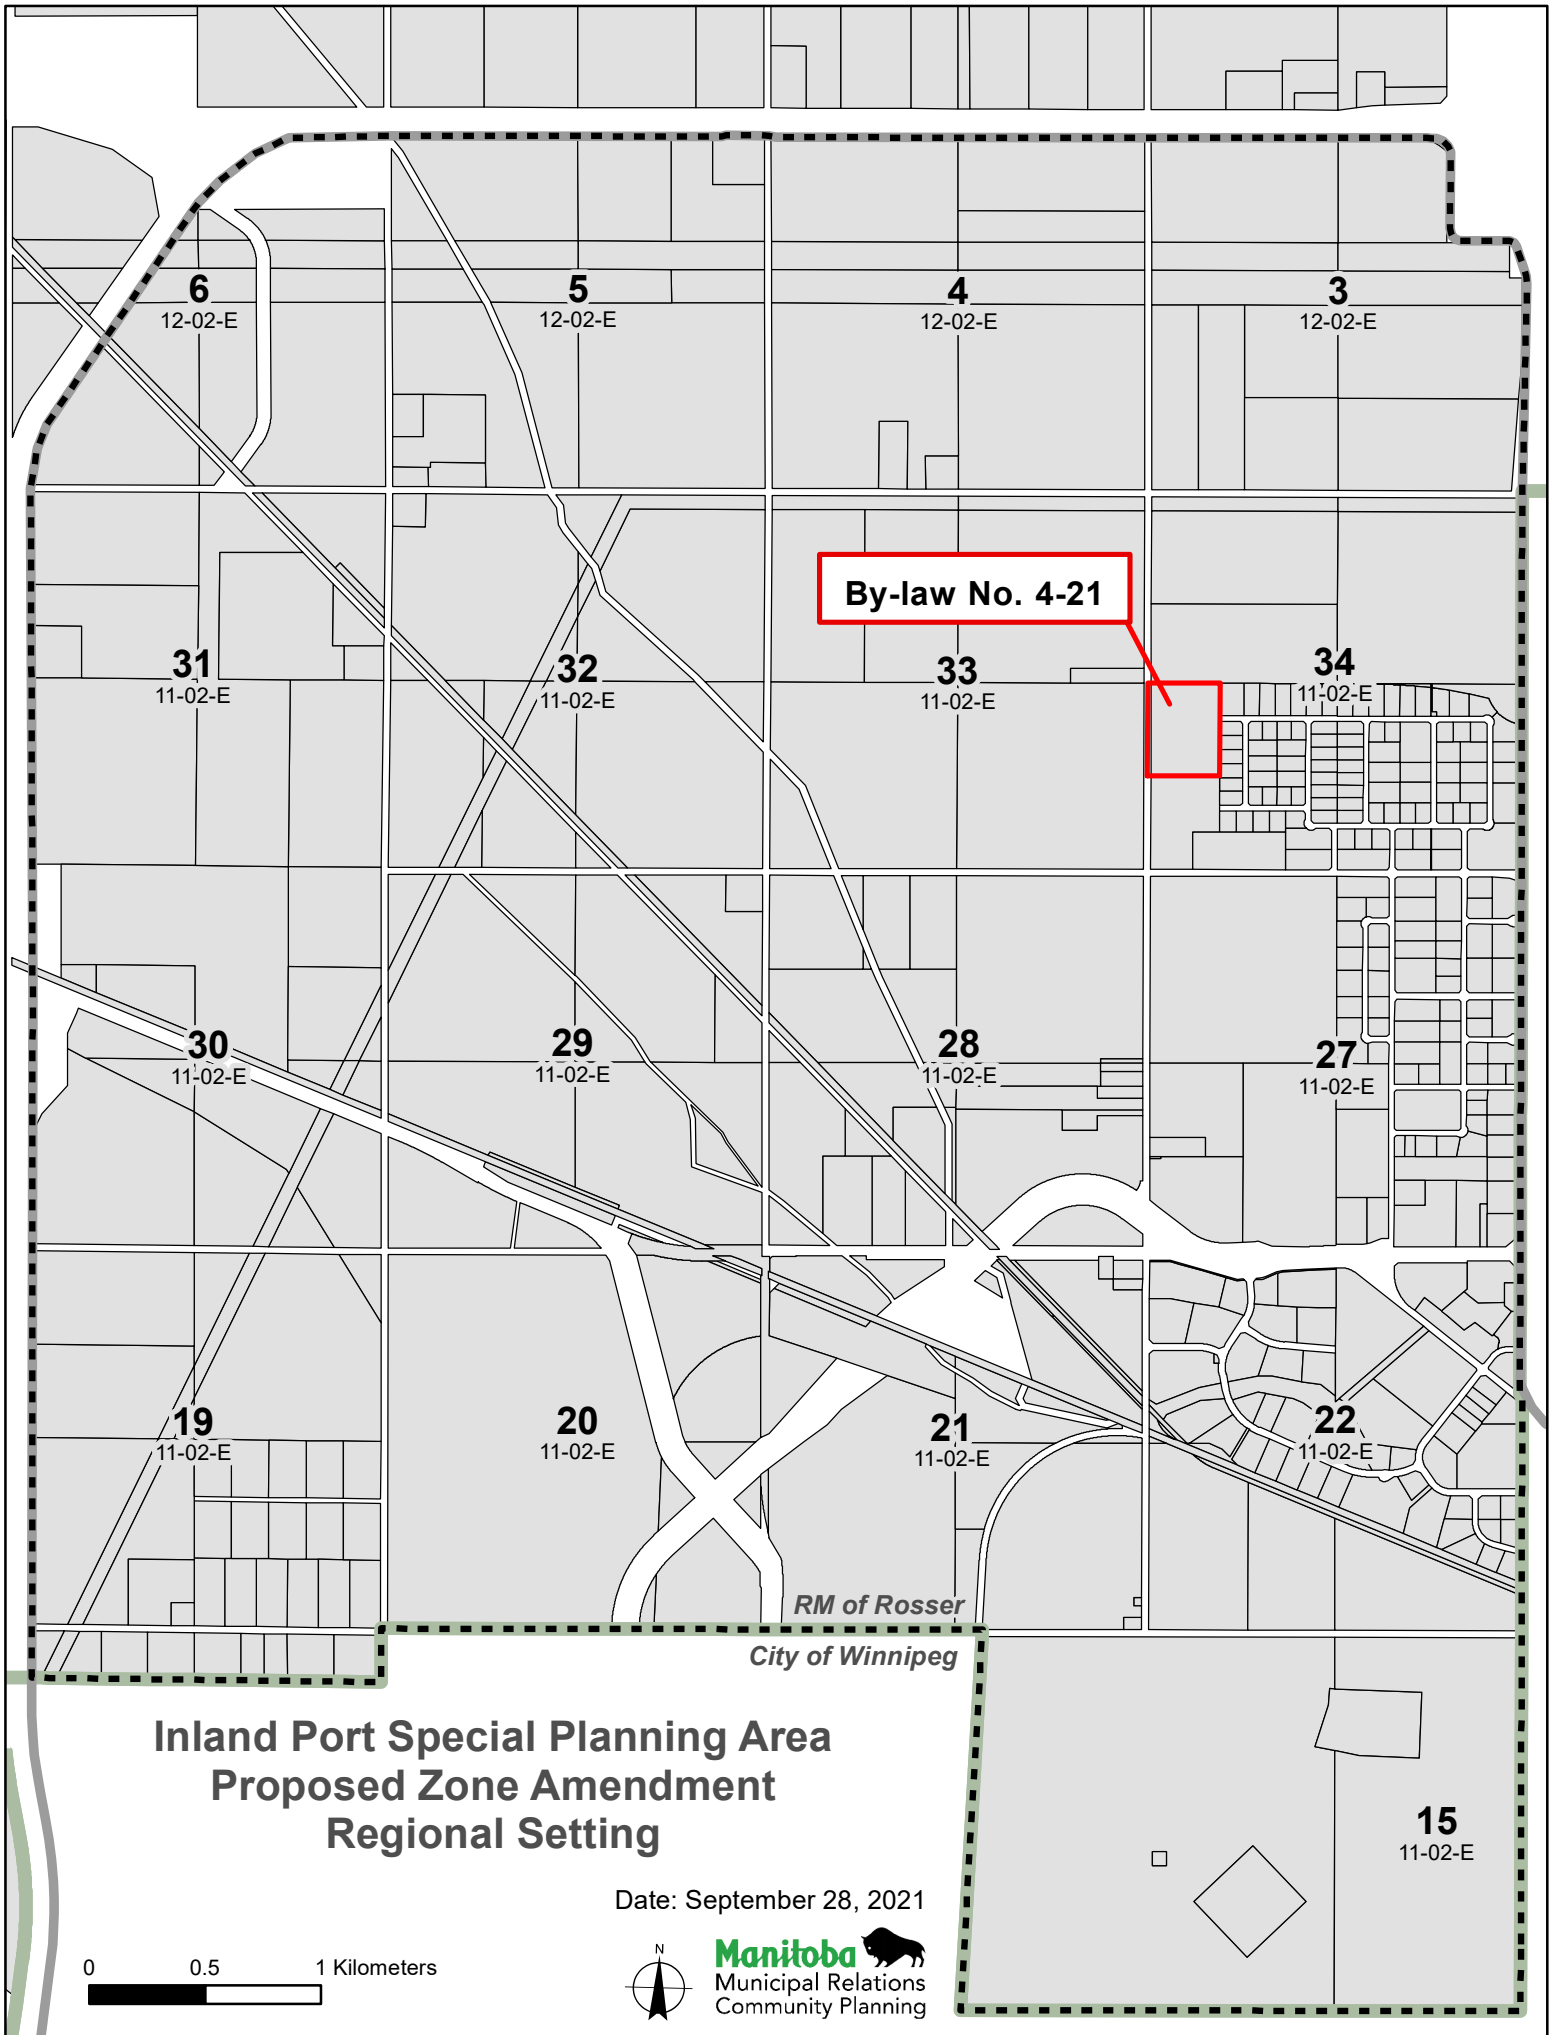 6
12-02-E
5
12-02-E
4
12-02-E
3
12-02-E
By-law No. 4-21
31
11-02-E
32
11-02-E
33
11-02-E
34
11-02-E
30
11-02-E
29
11-02-E
28
11-02-E
27
11-02-E
19
11-02-E
20
11-02-E
21
11-02-E
22
11-02-E
RM of Rosser
City of Winnipeg
15
11-02-E
Inland Port Special Planning Area
Proposed Zone Amendment
Regional Setting
Date: September 28, 2021
0 0.5 1 Kilometers
N
Manitoba
Municipal Relations
Community Planning